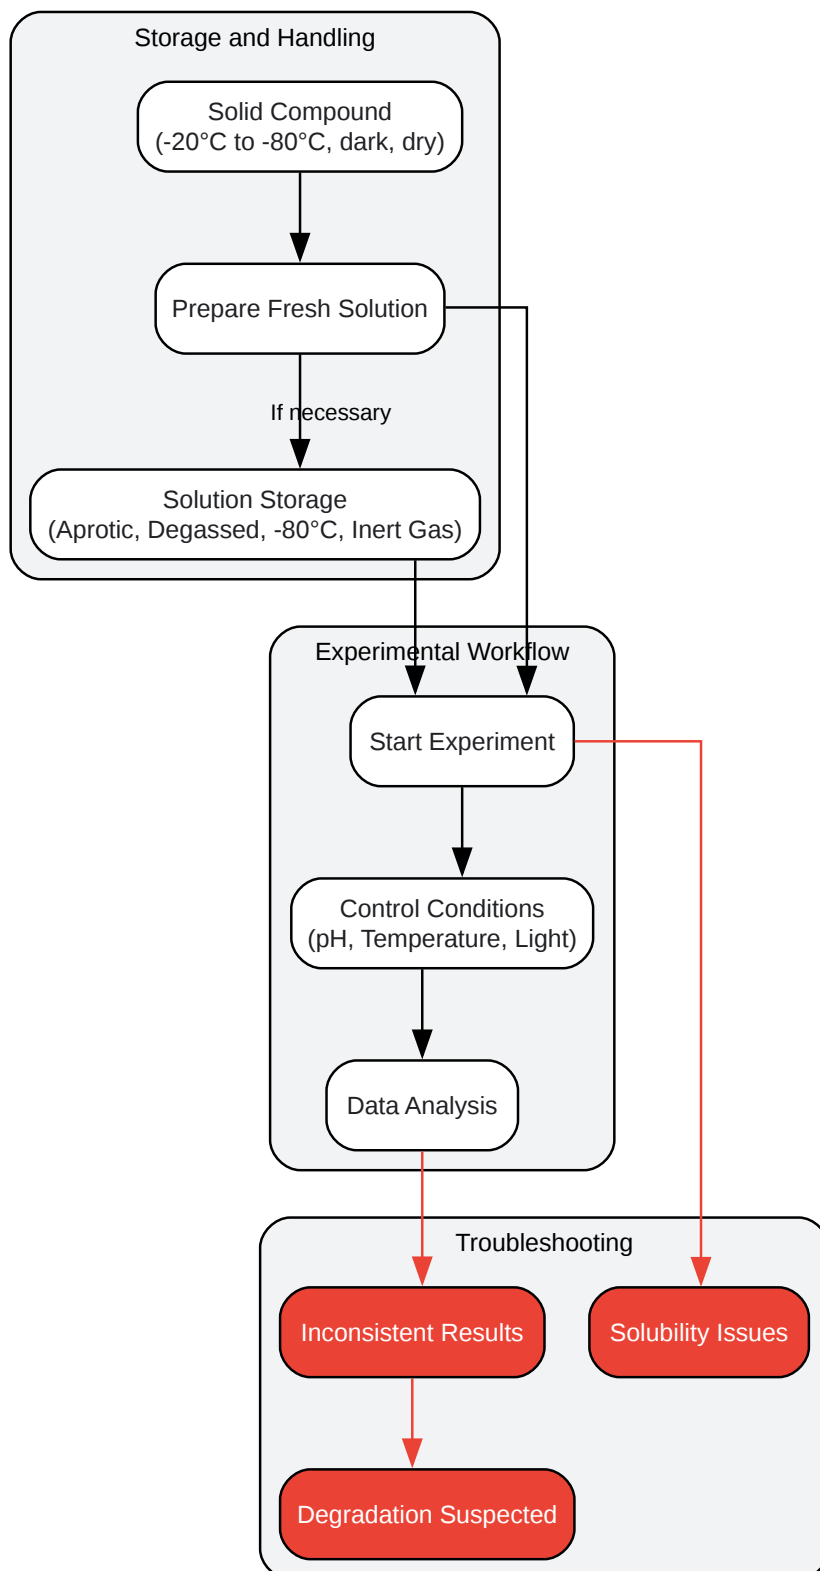 Storage and Handling
Solid Compound
(-20°C to -80°C, dark, dry)
Prepare Fresh Solution
If necessary
Solution Storage
(Aprotic, Degassed, -80°C, Inert Gas)
Experimental Workflow
Start Experiment
Control Conditions
(pH, Temperature, Light)
Data Analysis
Troubleshooting
Inconsistent Results
Solubility Issues
Degradation Suspected